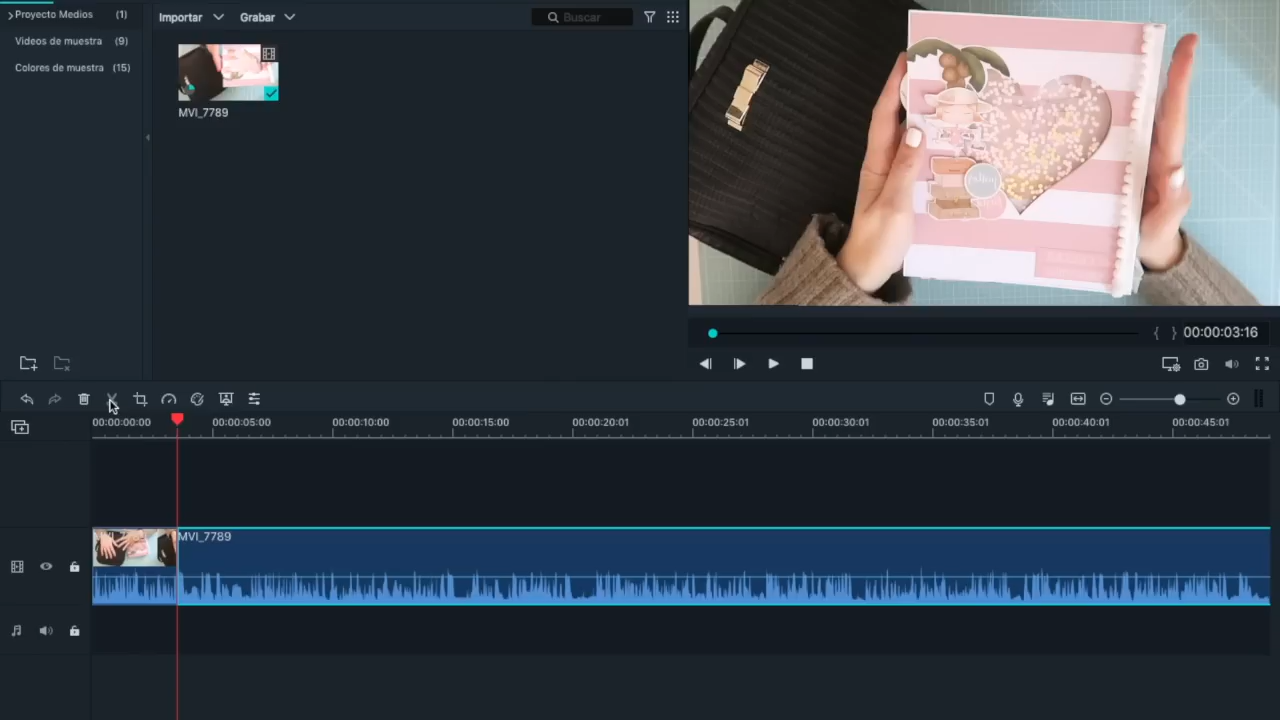 Proyecto Medios (1)
Importar Grabar Buscar
Videos de muestra (9)
Colores de muestra (15)
MVI_7789
{ } 00:00:03:16
00:00:00:00 00:00:05:00 00:00:10:00 00:00:15:00 00:00:20:01 00:00:25:01 00:00:30:01 00:00:35:01 00:00:40:01 00:00:45:01
MVI_7789